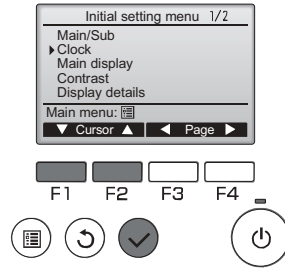 Initial setting menu 1/2
Main/Sub
Clock
Main display
Contrast
Display details
Main menu:
▼ Cursor ▲ ◀ Page ▶
F1 F2 F3 F4